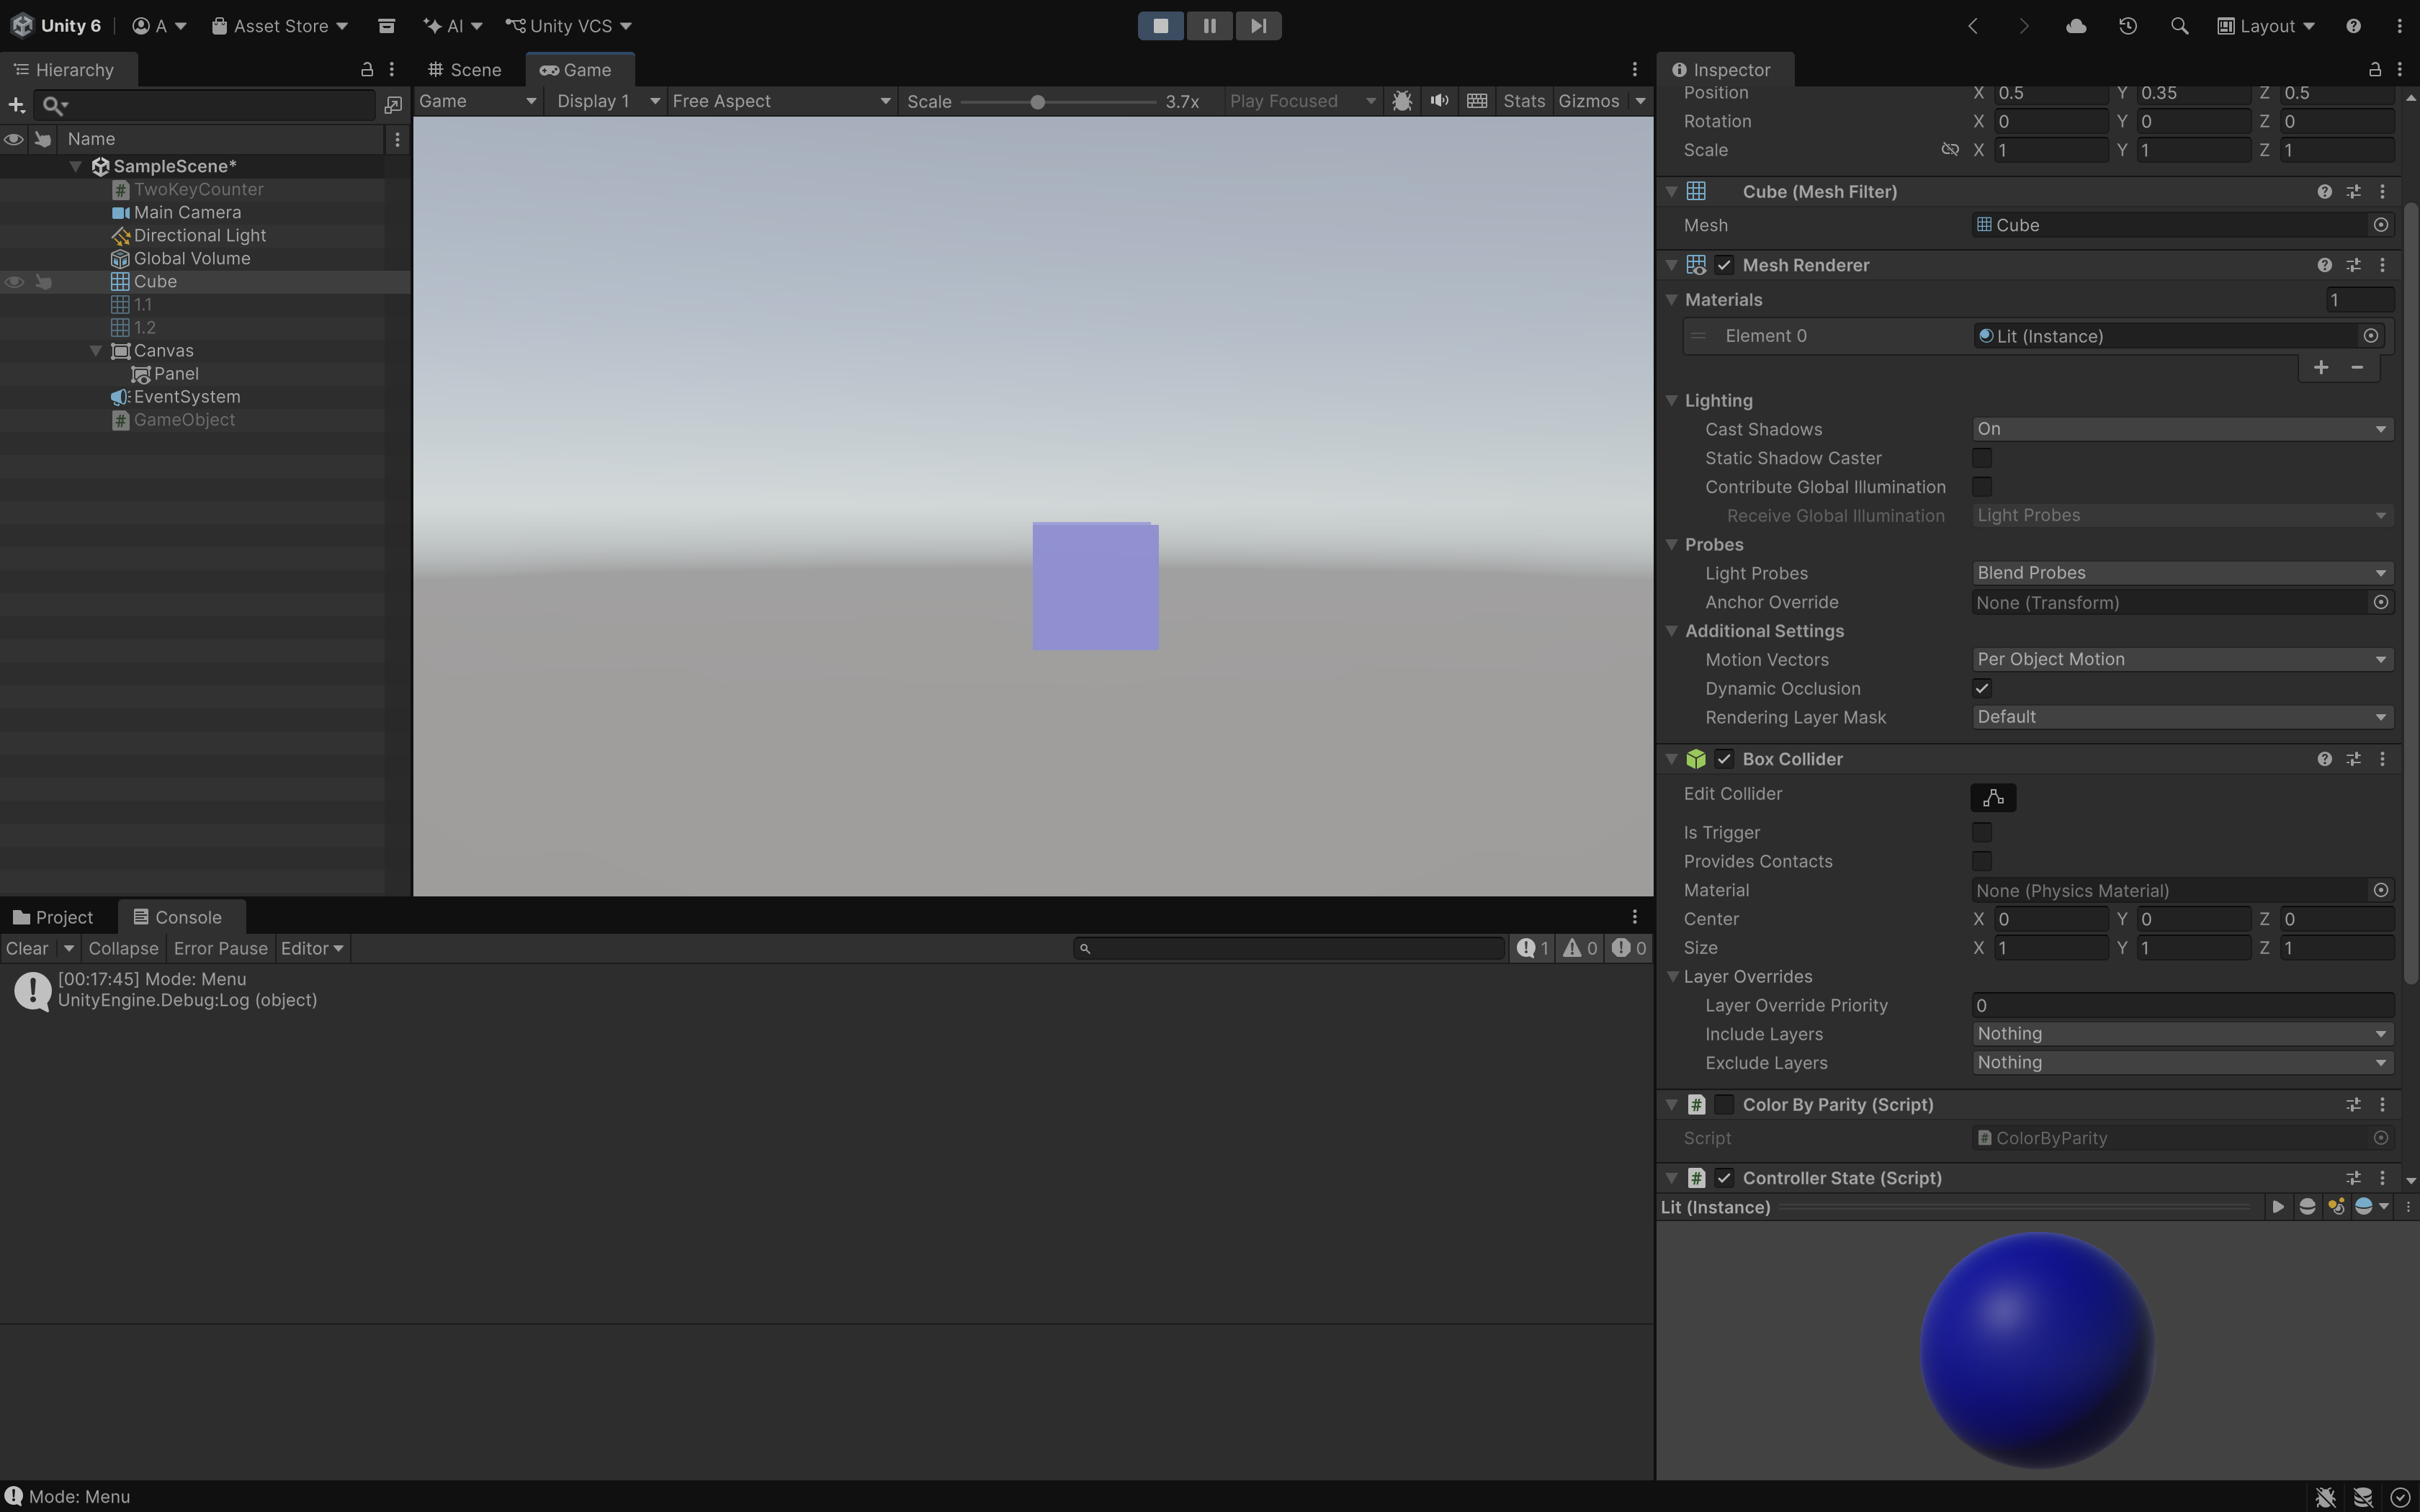 Unity 6 A Asset Store AI Unity VCS Layout
Hierarchy
Name
SampleScene*
TwoKeyCounter
Main Camera
Directional Light
Global Volume
Cube
1.1
1.2
Canvas
Panel
EventSystem
GameObject
Scene Game
Game Display 1 Free Aspect Scale 3.7x Play Focused Stats Gizmos
Project Console
Clear Collapse Error Pause Editor 1 0 0
[00:17:45] Mode: Menu
UnityEngine.Debug:Log (object)
Inspector
Position X 0.5 Y 0.35 Z 0.5
Rotation X 0 Y 0 Z 0
Scale X 1 Y 1 Z 1
Cube (Mesh Filter)
Mesh Cube
Mesh Renderer
Materials 1
Element 0 Lit (Instance)
Lighting
Cast Shadows On
Static Shadow Caster
Contribute Global Illumination
Receive Global Illumination Light Probes
Probes
Light Probes Blend Probes
Anchor Override None (Transform)
Additional Settings
Motion Vectors Per Object Motion
Dynamic Occlusion
Rendering Layer Mask Default
Box Collider
Edit Collider
Is Trigger
Provides Contacts
Material None (Physics Material)
Center X 0 Y 0 Z 0
Size X 1 Y 1 Z 1
Layer Overrides
Layer Override Priority 0
Include Layers Nothing
Exclude Layers Nothing
# Color By Parity (Script)
Script ColorByParity
# Controller State (Script)
Lit (Instance)
Mode: Menu